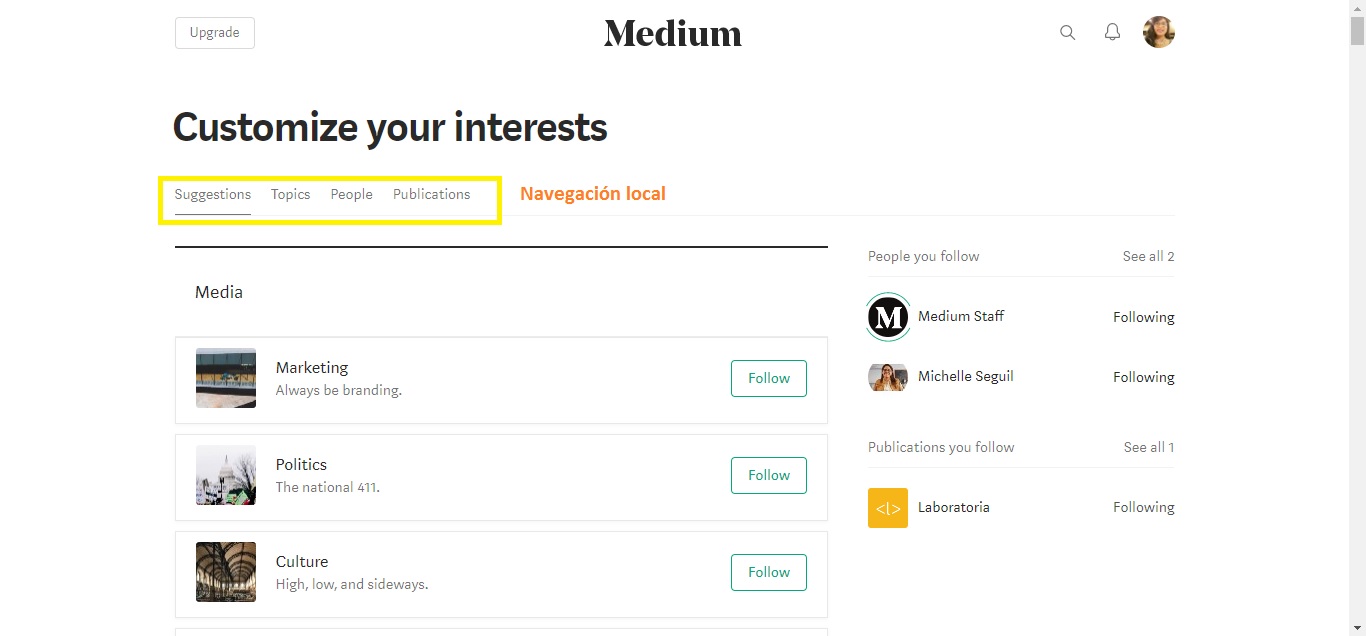 Upgrade
Medium
Customize your interests
Suggestions Topics People Publications
Navegación local
Media
Marketing
Always be branding.
Follow
Politics
The national 411.
Follow
Culture
High, low, and sideways.
Follow
People you follow See all 2
M Medium Staff Following
Michelle Seguil Following
Publications you follow See all 1
<l> Laboratoria Following